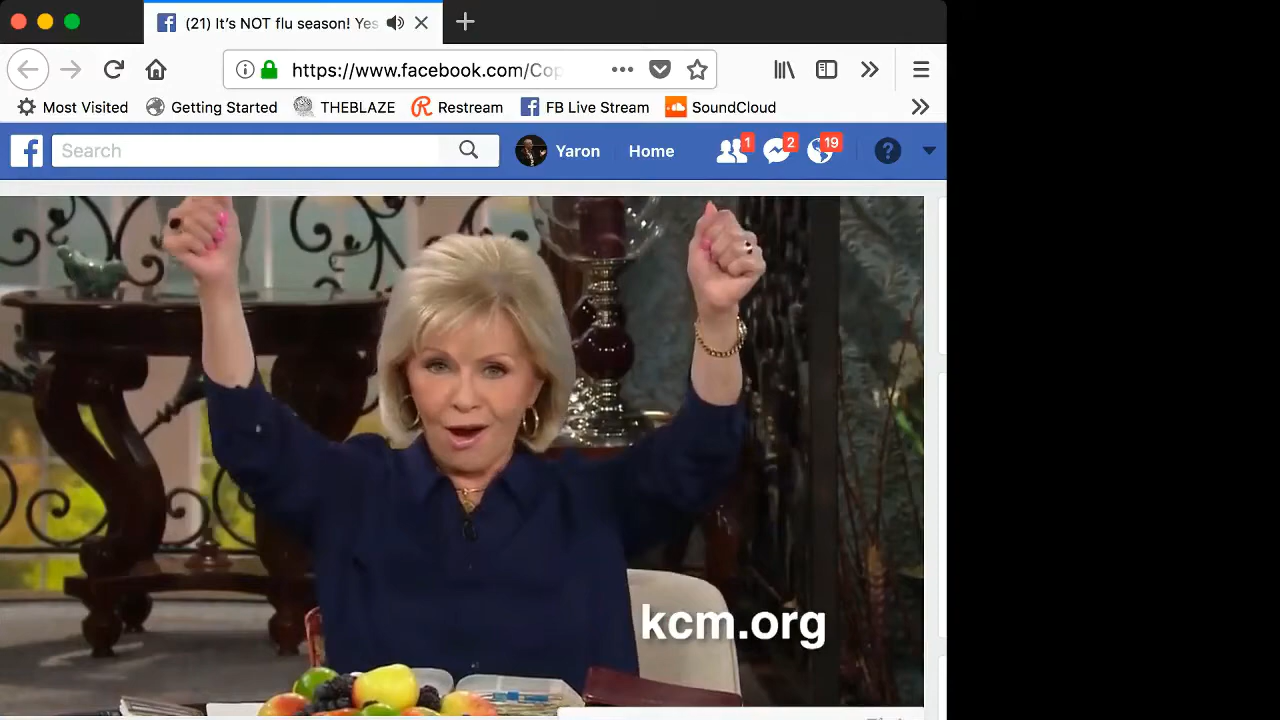 (21) It's NOT flu season! Yes
https://www.facebook.com/Cop
Most Visited Getting Started THEBLAZE Restream FB Live Stream SoundCloud
Search Yaron Home 1 2 19
kcm.org